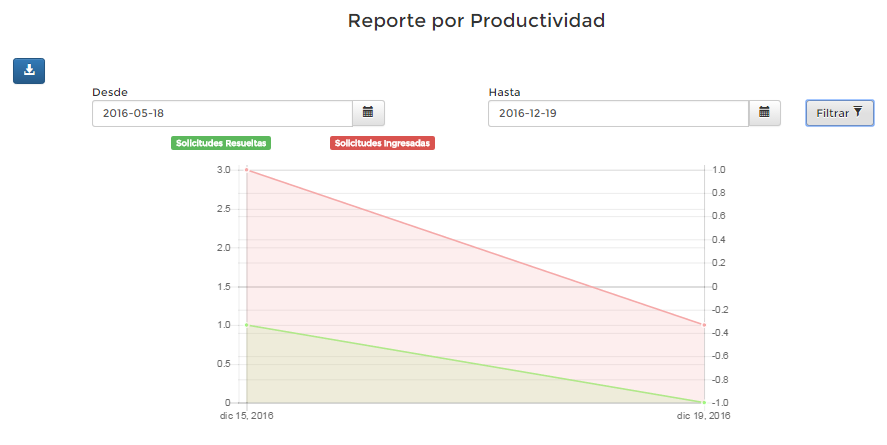 Reporte por Productividad
Desde
Hasta
2016-05-18
2016-12-19
Filtrar
Solicitudes Resueltas
Solicitudes Ingresadas
3.0
2.5
2.0
1.5
1.0
0.5
0
1.0
0.8
0.6
0.4
0.2
0
-0.2
-0.4
-0.6
-0.8
-1.0
dic 15, 2016
dic 19, 2016